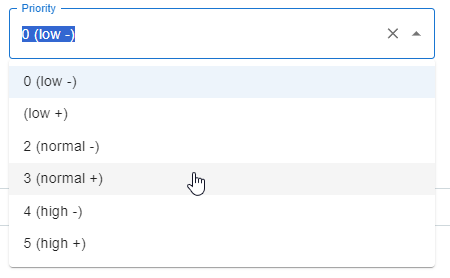 Priority
0 (low -)
0 (low -)
(low +)
2 (normal -)
3 (normal +)
4 (high -)
5 (high +)